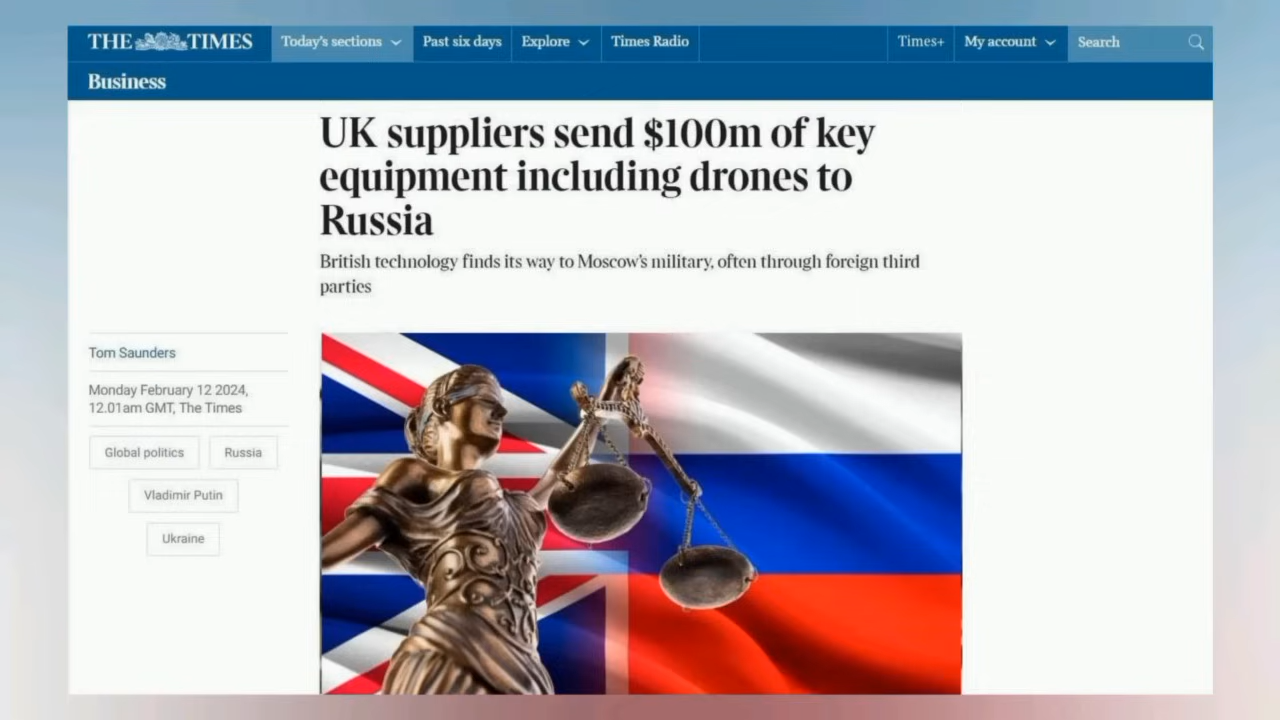 THE TIMES
Today's sections
Past six days
Explore
Times Radio
Times+
My account
Search
Business
UK suppliers send $100m of key
equipment including drones to
Russia
British technology finds its way to Moscow's military, often through foreign third
parties
Tom Saunders
Monday February 12 2024,
12.01am GMT, The Times
Global politics
Russia
Vladimir Putin
Ukraine